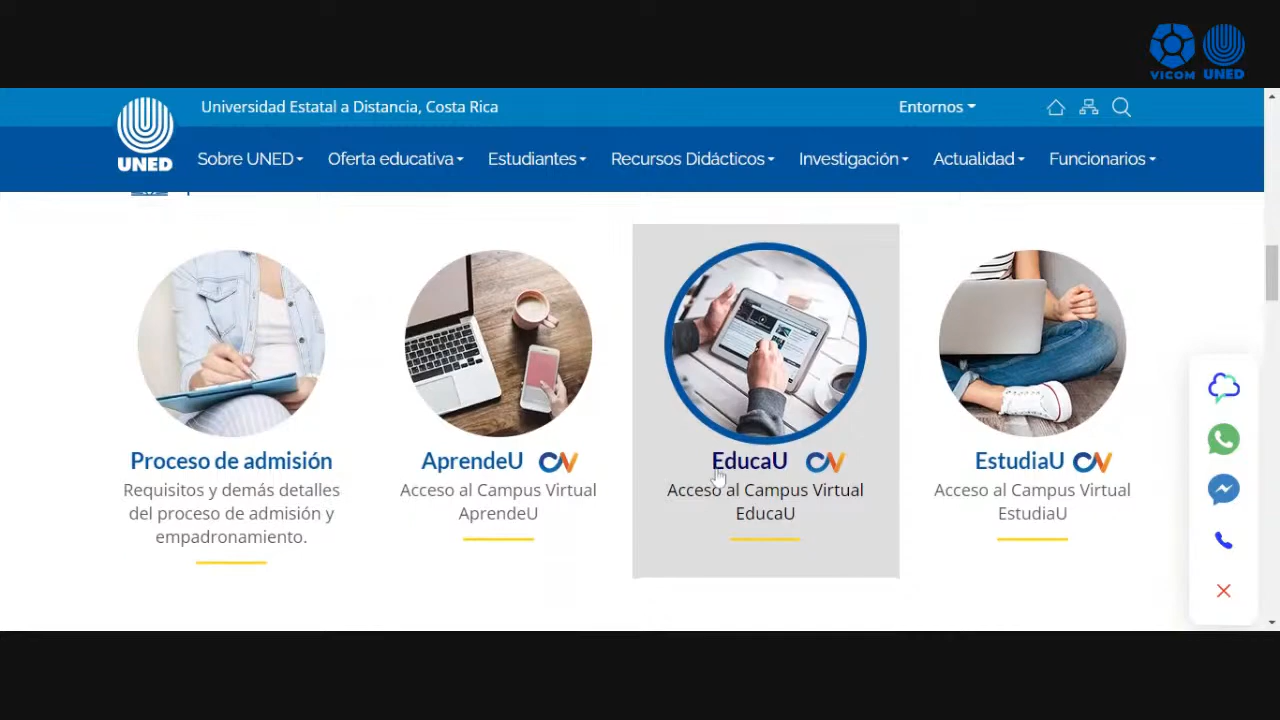 VICOM UNED
Universidad Estatal a Distancia, Costa Rica
Entornos
UNED
Sobre UNED
Oferta educativa
Estudiantes
Recursos Didácticos
Investigación
Actualidad
Funcionarios
Proceso de admisión
Requisitos y demás detalles
del proceso de admisión y
empadronamiento.
AprendeU
Acceso al Campus Virtual
AprendeU
EducaU
Acceso al Campus Virtual
EducaU
EstudiaU
Acceso al Campus Virtual
EstudiaU